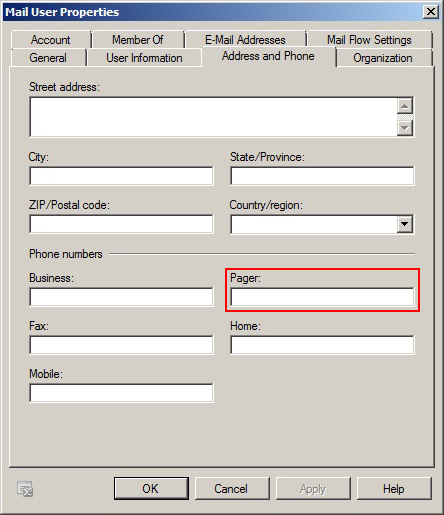 Mail User Properties
Account Member Of E-Mail Addresses Mail Flow Settings
General User Information Address and Phone Organization
Street address:
City: State/Province:
ZIP/Postal code: Country/region:
Phone numbers
Business: Pager:
Fax: Home:
Mobile:
OK Cancel Apply Help